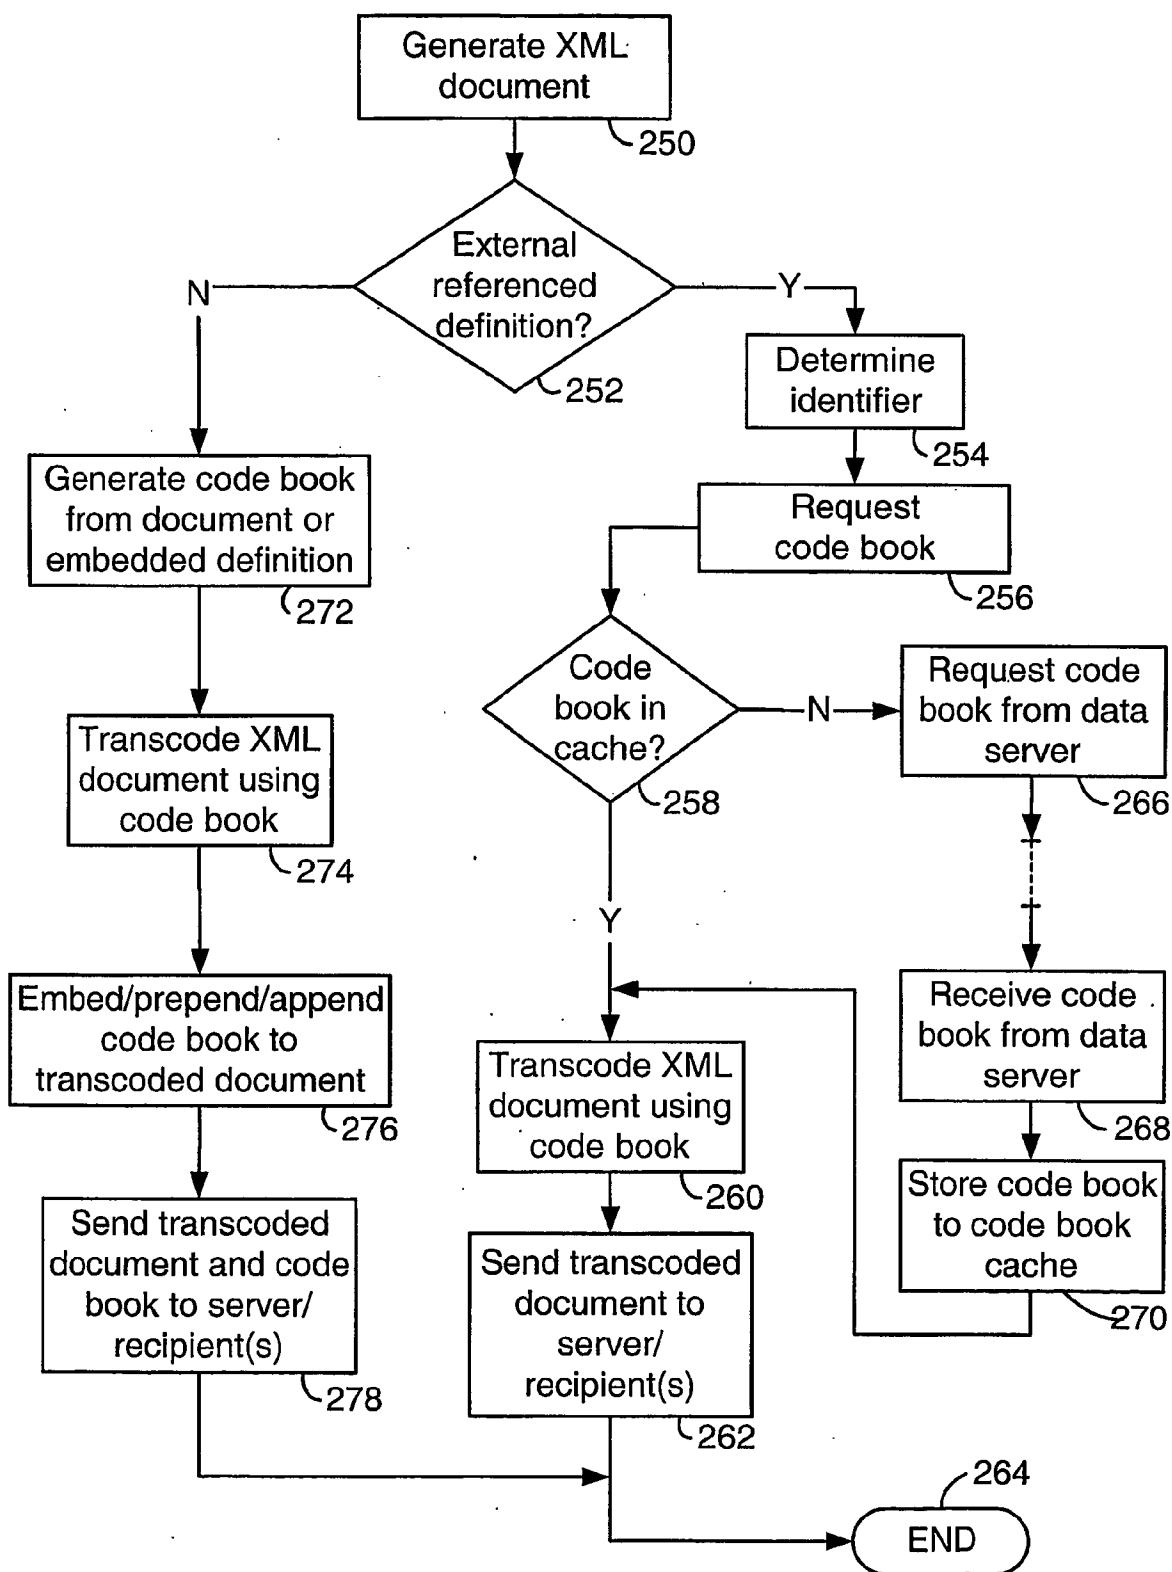 Generate XML
document
250
External
referenced
definition?
252
N
Y
Determine
identifier
254
Request
code book
256
Generate code book
from document or
embedded definition
272
Code
book in
cache?
258
N
Y
Request code
book from data
server
266
Transcode XML
document using
code book
274
Receive code
book from data
server
268
Embed/prepend/append
code book to
transcoded document
276
Transcode XML
document using
code book
260
Store code book
to code book
cache
270
Send transcoded
document and code
book to server/
recipient(s)
278
Send transcoded
document to
server/
recipient(s)
262
264
END